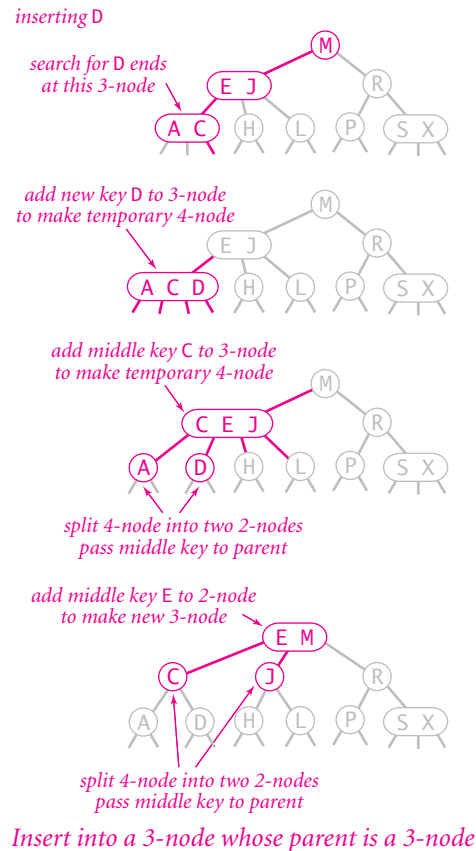 inserting D
search for D ends
at this 3-node
M
E J
R
A C
H
L
P
S X
add new key D to 3-node
to make temporary 4-node
M
E J
R
A C D
H
L
P
S X
add middle key C to 3-node
to make temporary 4-node
M
C E J
R
A
D
H
L
P
S X
split 4-node into two 2-nodes
pass middle key to parent
add middle key E to 2-node
to make new 3-node
E M
C
J
R
A
D
H
L
P
S X
split 4-node into two 2-nodes
pass middle key to parent
Insert into a 3-node whose parent is a 3-node